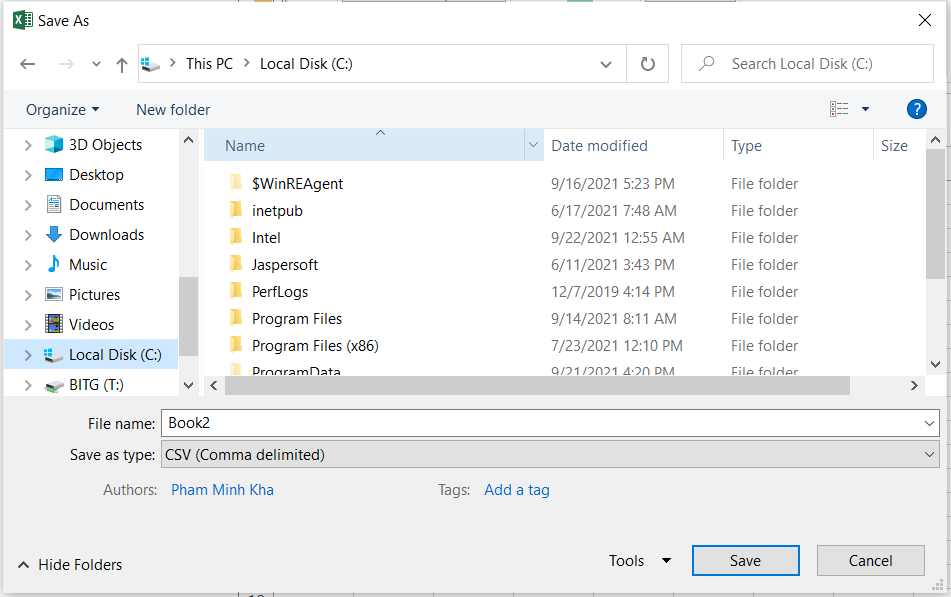 Save As
This PC > Local Disk (C:)
Search Local Disk (C:)
Organize
New folder
Name Date modified Type Size
3D Objects
Desktop
Documents
Downloads
Music
Pictures
Videos
Local Disk (C:)
BITG (T:)
$WinREAgent 9/16/2021 5:23 PM File folder
inetpub 6/17/2021 7:48 AM File folder
Intel 9/22/2021 12:55 AM File folder
Jaspersoft 6/11/2021 3:43 PM File folder
PerfLogs 12/7/2019 4:14 PM File folder
Program Files 9/14/2021 8:11 AM File folder
Program Files (x86) 7/23/2021 12:10 PM File folder
ProgramData 9/21/2021 4:20 PM File folder
File name: Book2
Save as type: CSV (Comma delimited)
Authors: Pham Minh Kha Tags: Add a tag
Hide Folders Tools Save Cancel